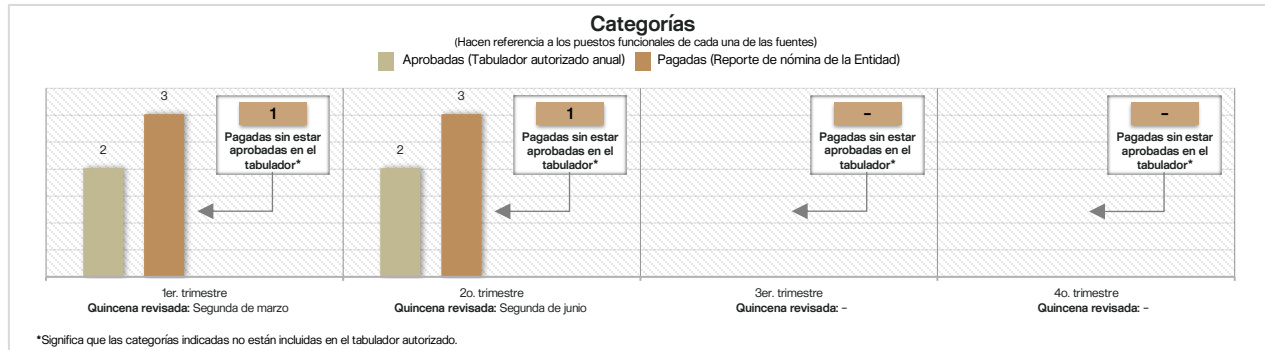 Categorías
(Hacen referencia a los puestos funcionales de cada una de las fuentes)
Aprobadas (Tabulador autorizado anual) Pagadas (Reporte de nómina de la Entidad)
2
3
1
Pagadas sin estar
aprobadas en el
tabulador*
1er. trimestre
Quincena revisada: Segunda de marzo
2
3
1
Pagadas sin estar
aprobadas en el
tabulador*
2o. trimestre
Quincena revisada: Segunda de junio
-
Pagadas sin estar
aprobadas en el
tabulador*
3er. trimestre
Quincena revisada: -
-
Pagadas sin estar
aprobadas en el
tabulador*
4o. trimestre
Quincena revisada: -
*Significa que las categorías indicadas no están incluidas en el tabulador autorizado.